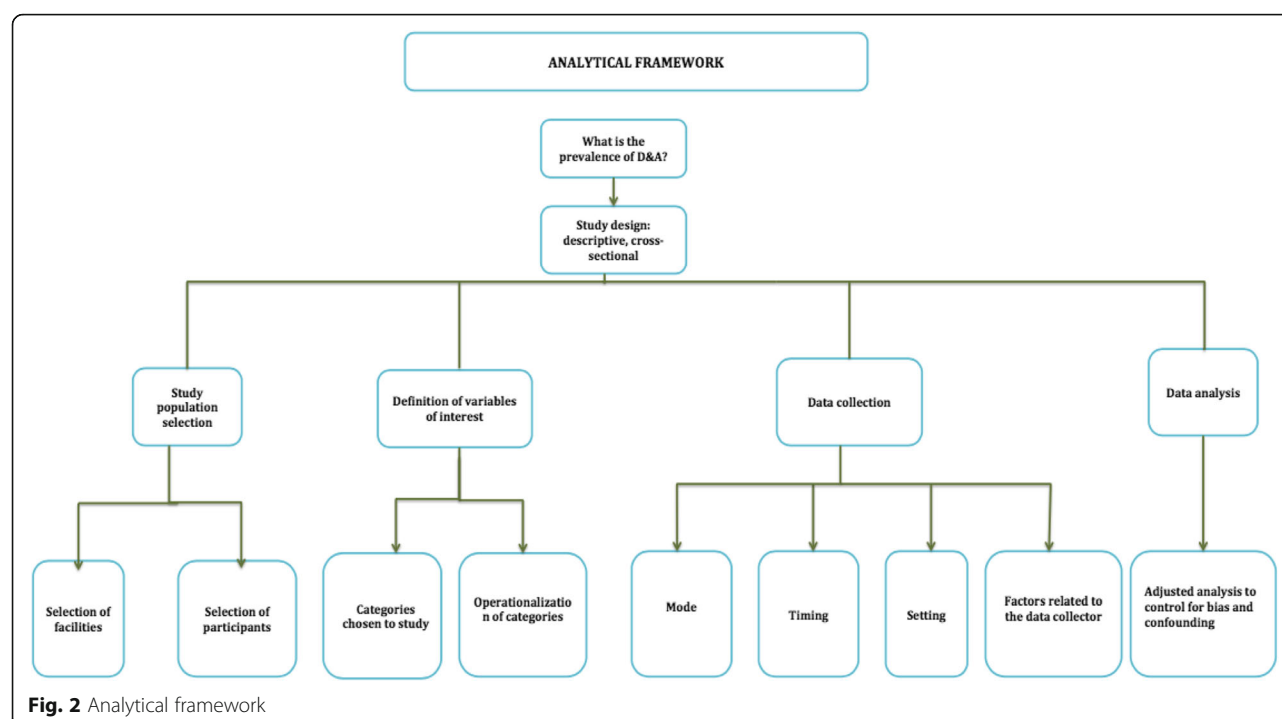 ANALYTICAL FRAMEWORK
What is the
prevalence of D&A?
Study design:
descriptive, cross-
sectional
Study
population
selection
Definition of variables
of interest
Data collection
Data analysis
Selection of
facilities
Selection of
participants
Categories
chosen to study
Operationalizatio
n of categories
Mode
Timing
Setting
Factors related to
the data collector
Adjusted analysis to
control for bias and
confounding
Fig. 2 Analytical framework